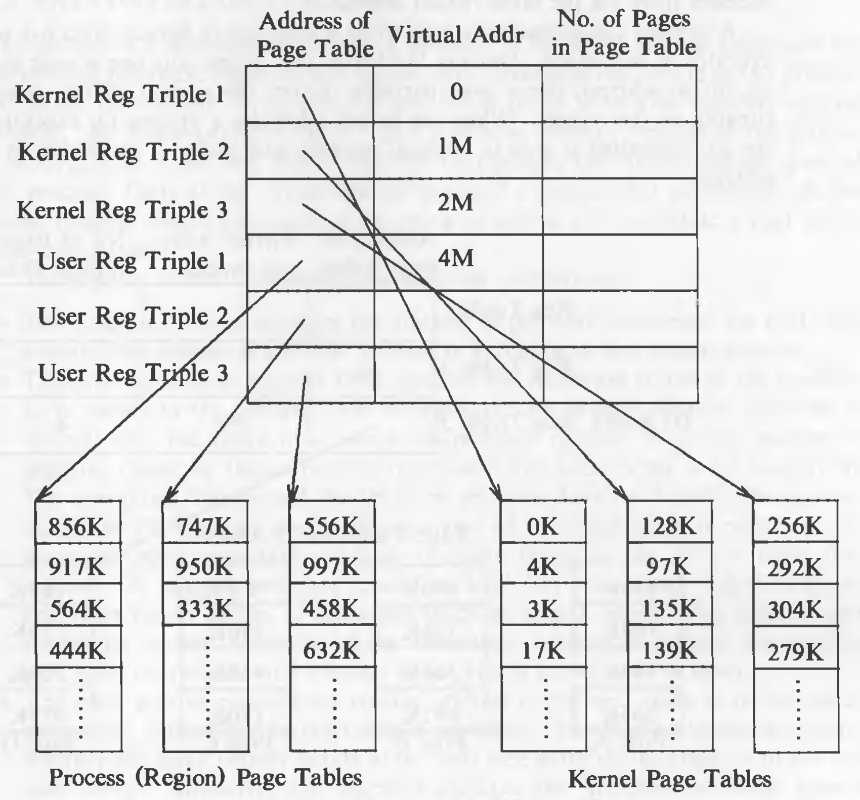 Address of Page Table Virtual Addr No. of Pages in Page Table
Kernel Reg Triple 1 0
Kernel Reg Triple 2 1M
Kernel Reg Triple 3 2M
User Reg Triple 1 4M
User Reg Triple 2
User Reg Triple 3
856K 747K 556K 0K 128K 256K
917K 950K 997K 4K 97K 292K
564K 333K 458K 3K 135K 304K
444K 632K 17K 139K 279K
Process (Region) Page Tables Kernel Page Tables